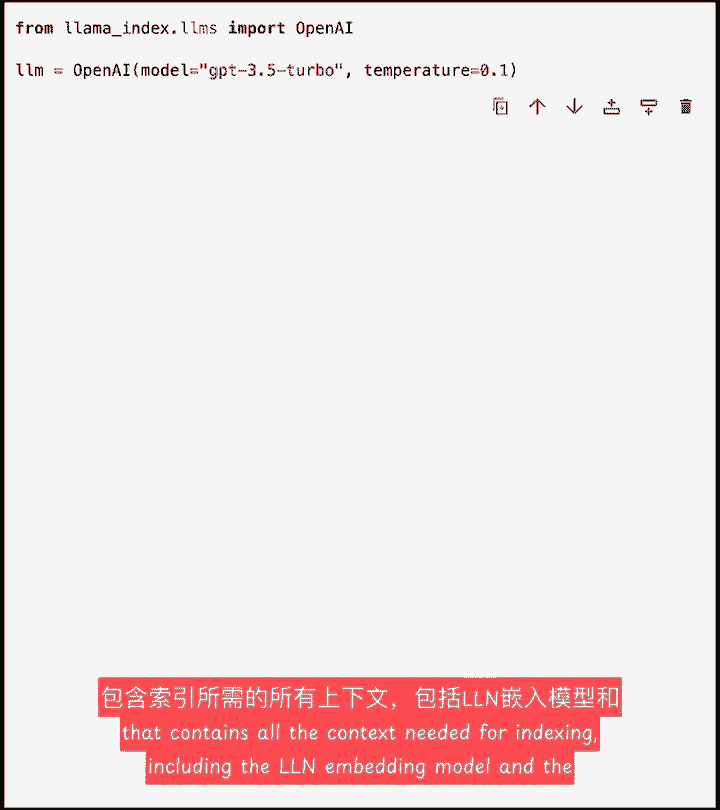 from llama_index.llms import OpenAI
llm = OpenAI(model="gpt-3.5-turbo", temperature=0.1)
包含索引所需的所有上下文，包括LLN嵌入模型和
that contains all the context needed for indexing,
including the LLN embedding model and the